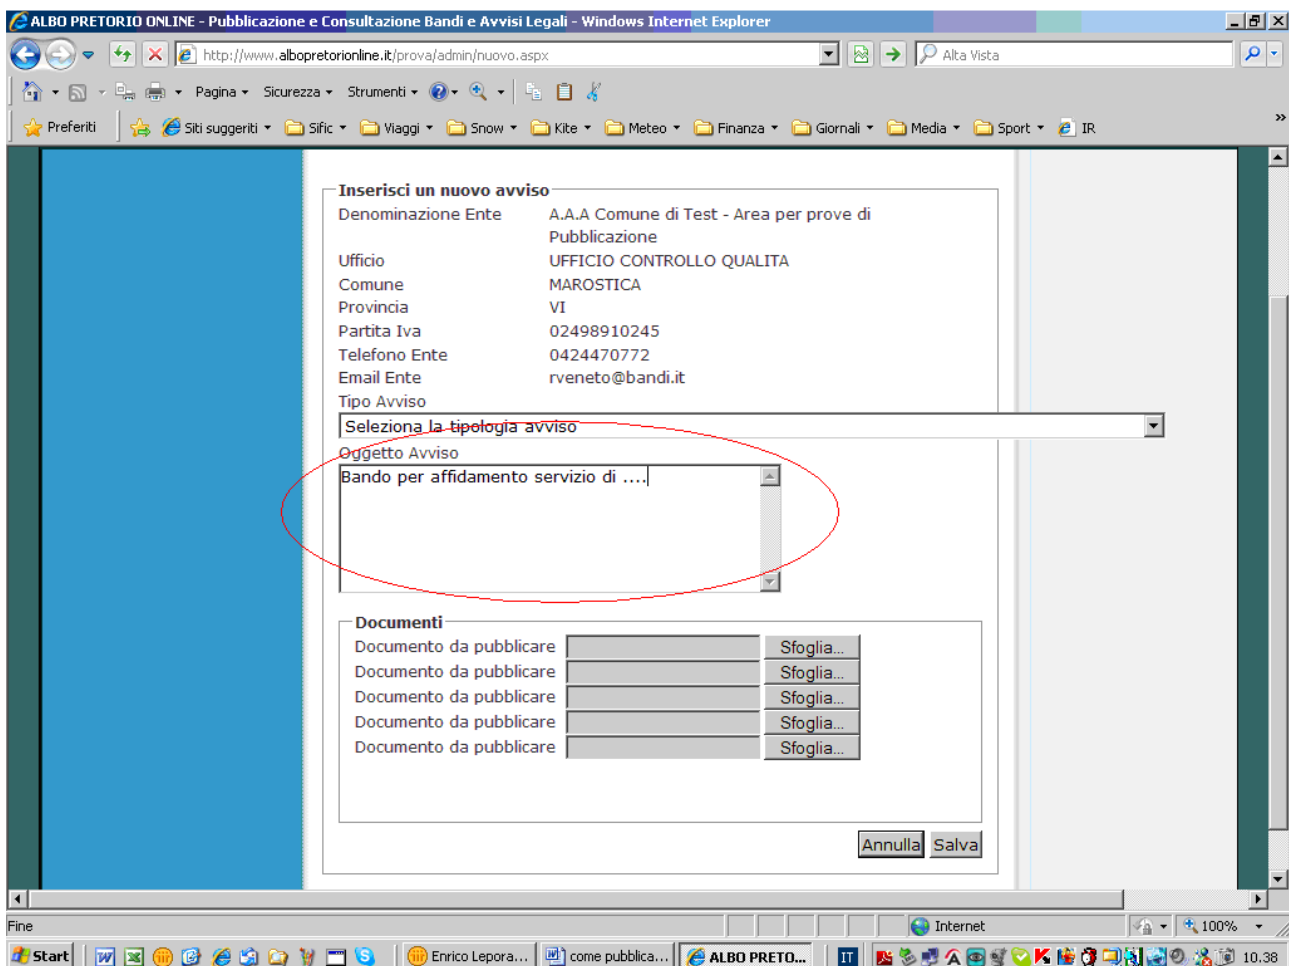 ALBO PRETORIO ONLINE - Pubblicazione e Consultazione Bandi e Avvisi Legali - Windows Internet Explorer
http://www.albopretorionline.it/prova/admin/nuovo.aspx
Alta Vista
Pagina Sicurezza Strumenti
Preferiti Siti suggeriti Sific Viaggi Snow Kite Meteo Finanza Giornali Media Sport IR
Inserisci un nuovo avviso
Denominazione Ente A.A.A Comune di Test - Area per prove di
Pubblicazione
Ufficio UFFICIO CONTROLLO QUALITA
Comune MAROSTICA
Provincia VI
Partita Iva 02498910245
Telefono Ente 0424470772
Email Ente rveneto@bandi.it
Tipo Avviso
Seleziona la tipologia avviso
Oggetto Avviso
Bando per affidamento servizio di ....
Documenti
Documento da pubblicare Sfoglia...
Documento da pubblicare Sfoglia...
Documento da pubblicare Sfoglia...
Documento da pubblicare Sfoglia...
Documento da pubblicare Sfoglia...
Annulla Salva
Fine Internet 100%
Start Enrico Lepora... come pubblica... ALBO PRETO... IT 10.38